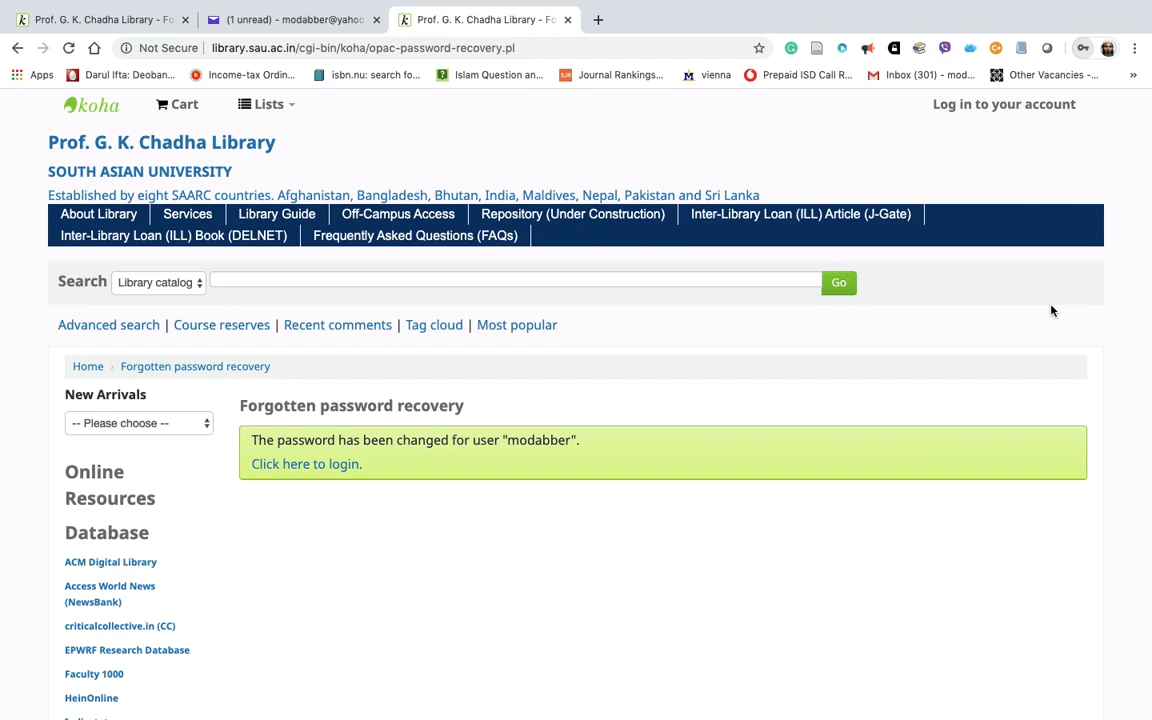 Prof. G. K. Chadha Library - Fo
(1 unread) - modabber@yahoo
Prof. G. K. Chadha Library - Fo
Not Secure
library.sau.ac.in/cgi-bin/koha/opac-password-recovery.pl
Apps
Darul Ifta: Deoban...
Income-tax Ordin...
isbn.nu: search fo...
Islam Question an...
SJR
Journal Rankings...
vienna
Prepaid ISD Call R...
Inbox (301) - mod...
Other Vacancies -...
koha
Cart
Lists
Log in to your account
Prof. G. K. Chadha Library
SOUTH ASIAN UNIVERSITY
Established by eight SAARC countries. Afghanistan, Bangladesh, Bhutan, India, Maldives, Nepal, Pakistan and Sri Lanka
About Library
Services
Library Guide
Off-Campus Access
Repository (Under Construction)
Inter-Library Loan (ILL) Article (J-Gate)
Inter-Library Loan (ILL) Book (DELNET)
Frequently Asked Questions (FAQs)
Search
Library catalog
Go
Advanced search | Course reserves | Recent comments | Tag cloud | Most popular
Home › Forgotten password recovery
New Arrivals
-- Please choose --
Forgotten password recovery
The password has been changed for user "modabber".
Click here to login.
Online
Resources
Database
ACM Digital Library
Access World News
(NewsBank)
criticalcollective.in (CC)
EPWRF Research Database
Faculty 1000
HeinOnline